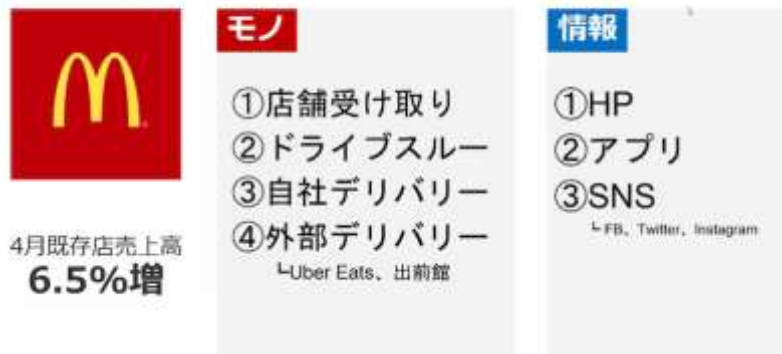 4月既存店売上高
6.5%増
モノ
①店舗受け取り
②ドライブスルー
③自社デリバリー
④外部デリバリー
┗Uber Eats、出前館
情報
①HP
②アプリ
③SNS
┗ FB、Twitter、Instagram